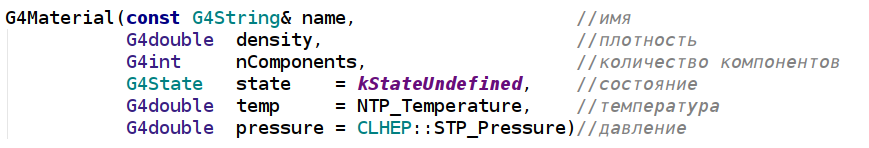 G4Material(const G4String& name, //имя
G4double density, //плотность
G4int nComponents, //количество компонентов
G4State state = kStateUndefined, //состояние
G4double temp = NTP_Temperature, //температура
G4double pressure = CLHEP::STP_Pressure)//давление